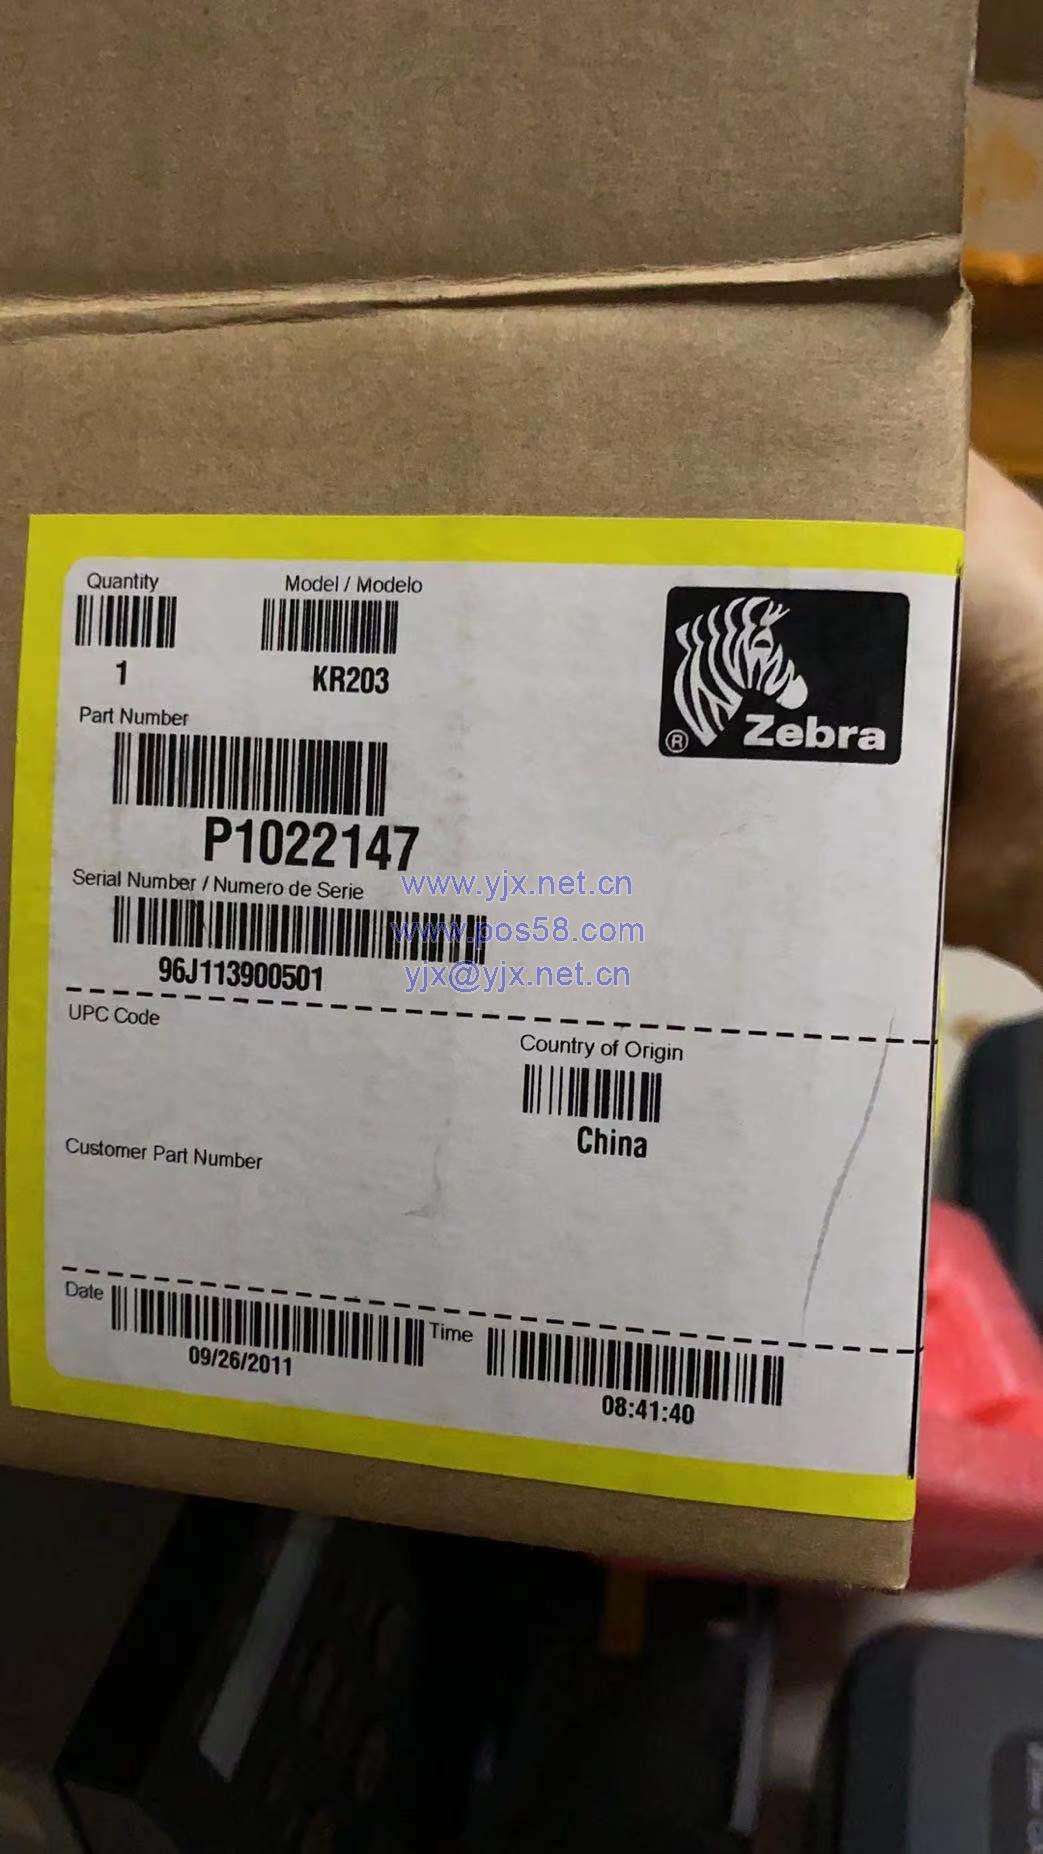 Quantity
Model / Modelo
1
KR203
® Zebra
Part Number
P1022147
Serial Number / Numero de Serie
www.yjx.net.cn
www.pos58.com
96J113900501
yjx@yjx.net.cn
UPC Code
Country of Origin
China
Customer Part Number
Date
Time
09/26/2011
08:41:40